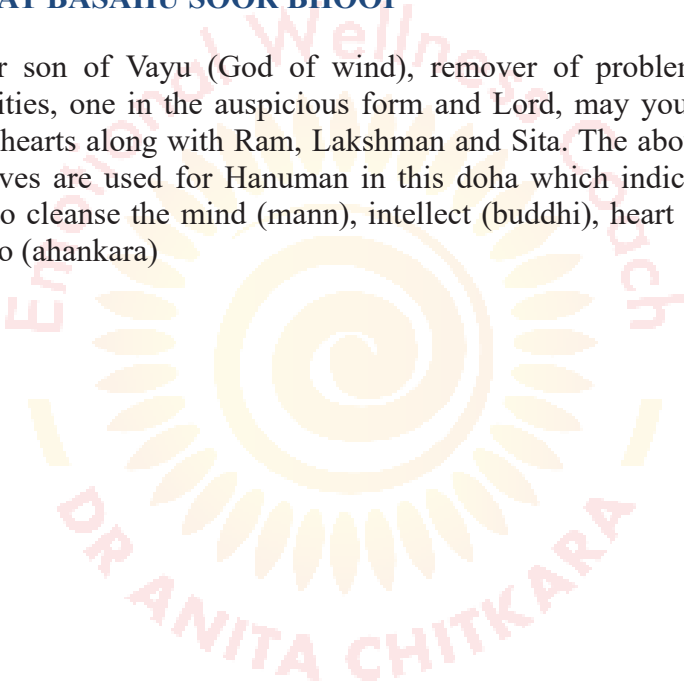 AT BASAHU SOOR BHOOP
r son of Vayu (God of wind), remover of problem
ities, one in the auspicious form and Lord, may you
hearts along with Ram, Lakshman and Sita. The abo
ves are used for Hanuman in this doha which indic
o cleanse the mind (mann), intellect (buddhi), heart
o (ahankara)
Emotional Wellness Coach
DR ANITA CHITKARA